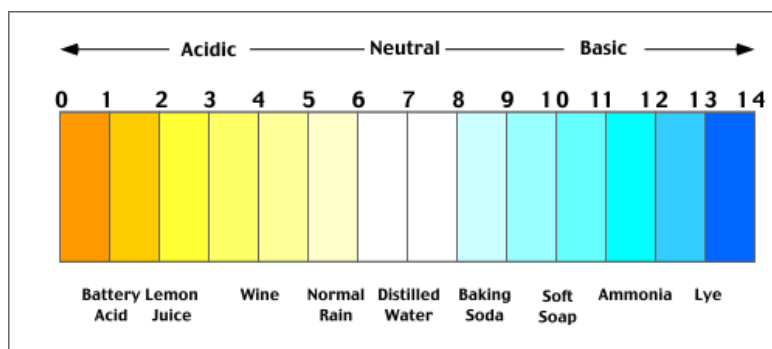 Acidic Neutral Basic
0 1 2 3 4 5 6 7 8 9 10 11 12 13 14
Battery Lemon Wine Normal Distilled Baking Soft Ammonia Lye
Acid Juice Rain Water Soda Soap